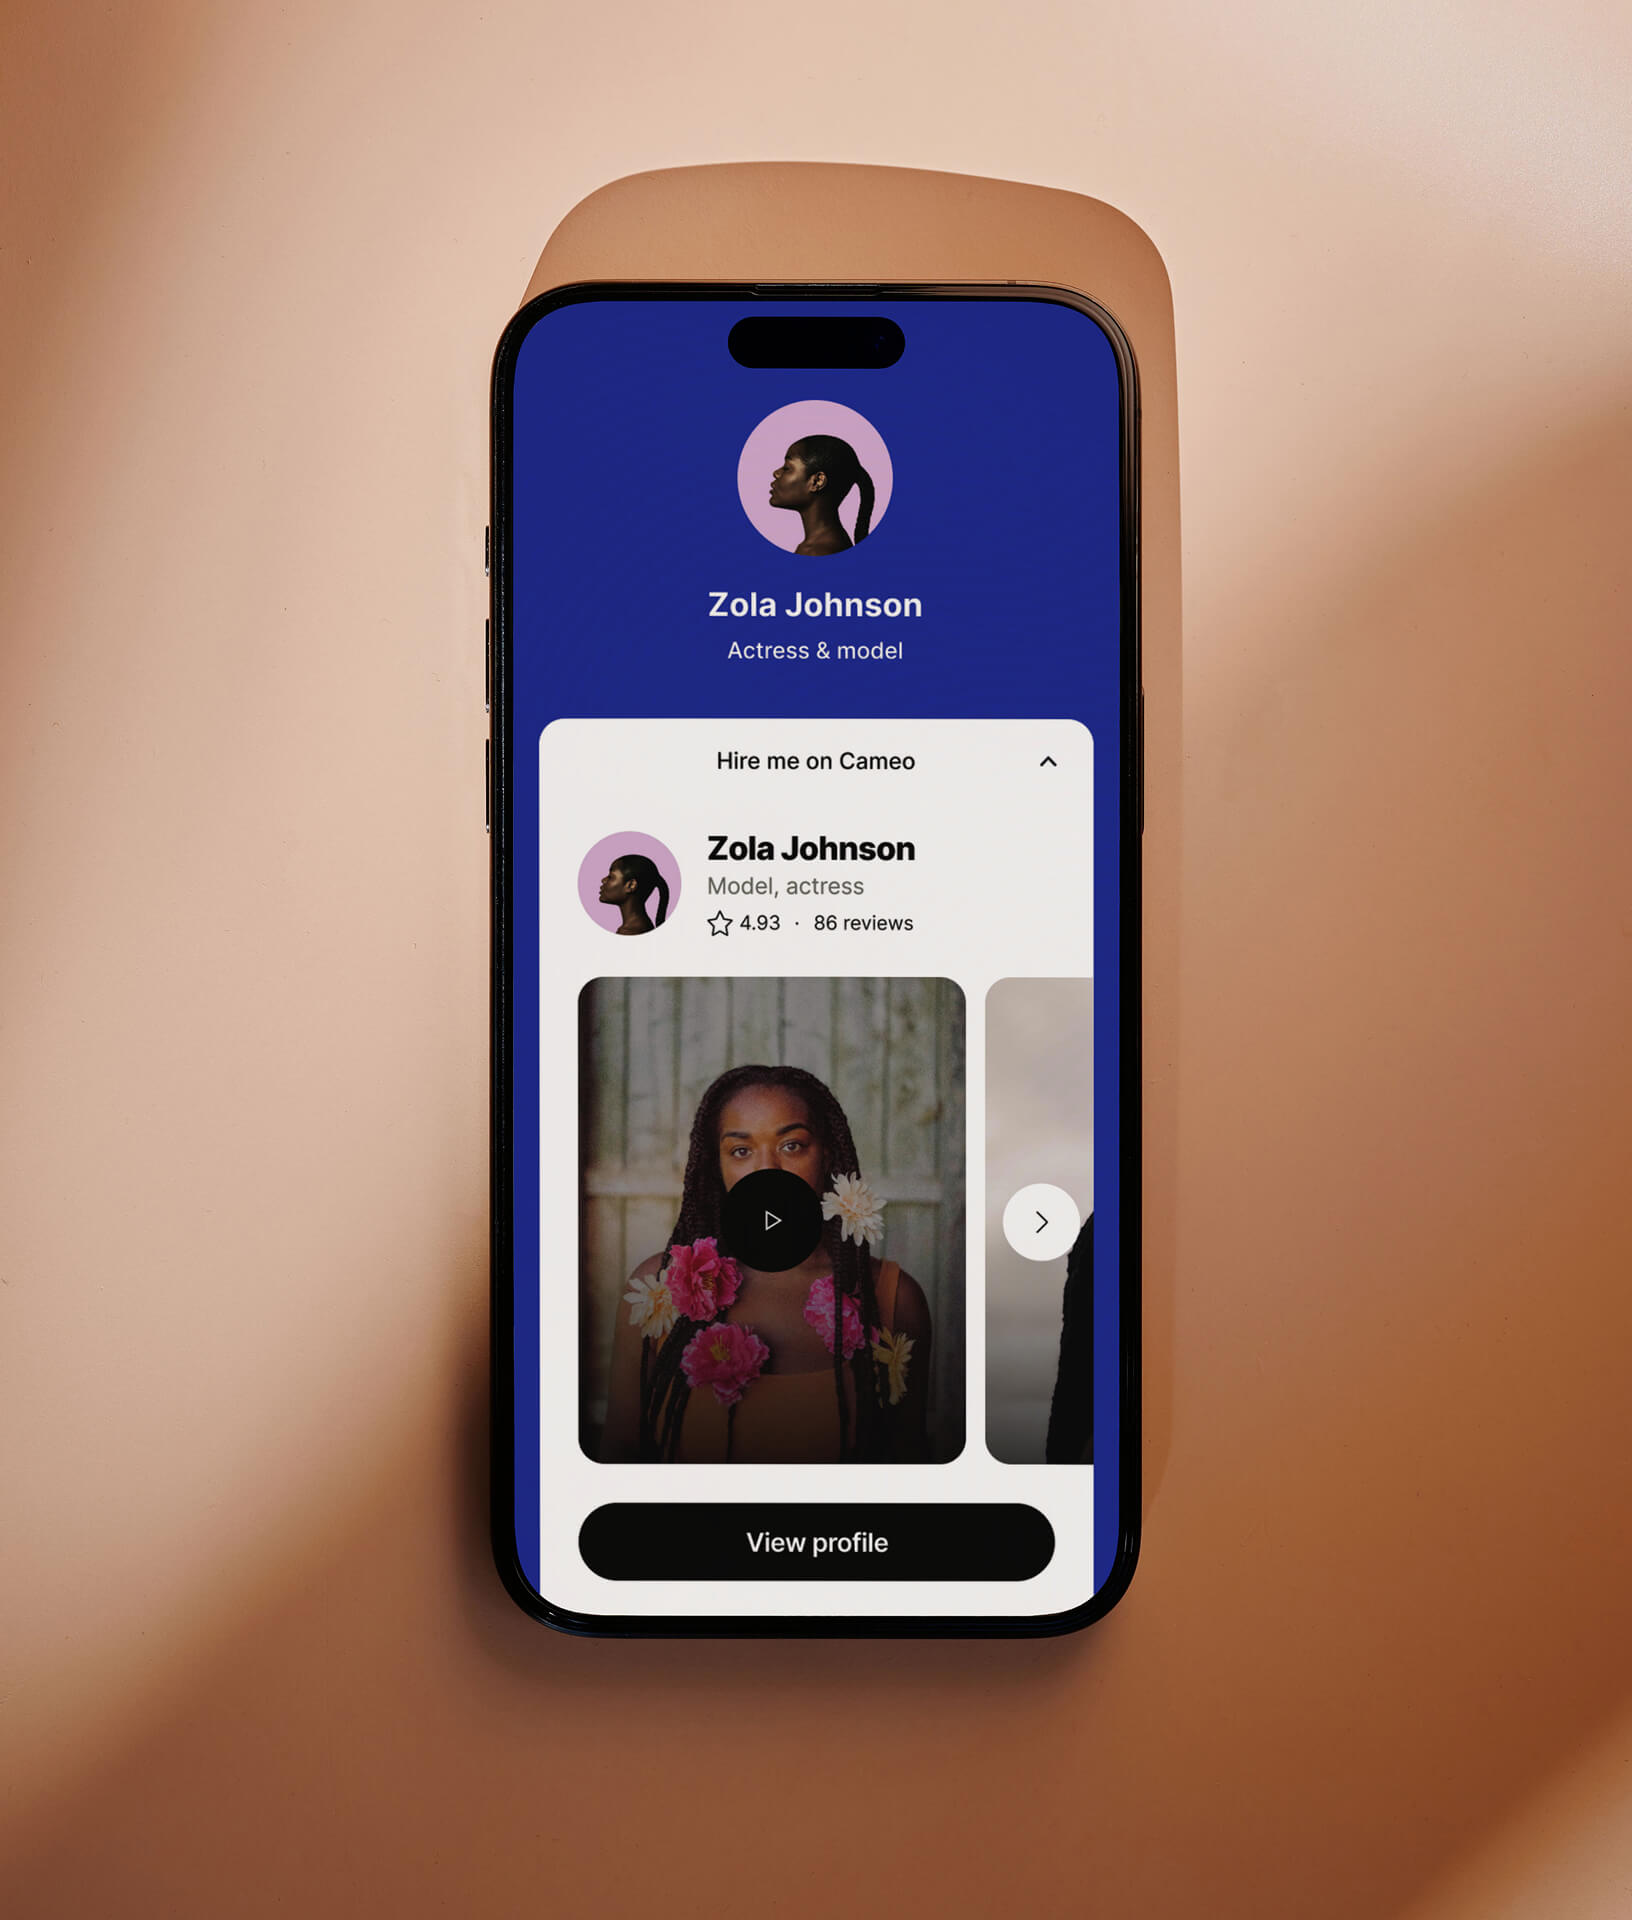 Zola Johnson
Actress & model
Hire me on Cameo
Zola Johnson
Model, actress
4.93 · 86 reviews
View profile